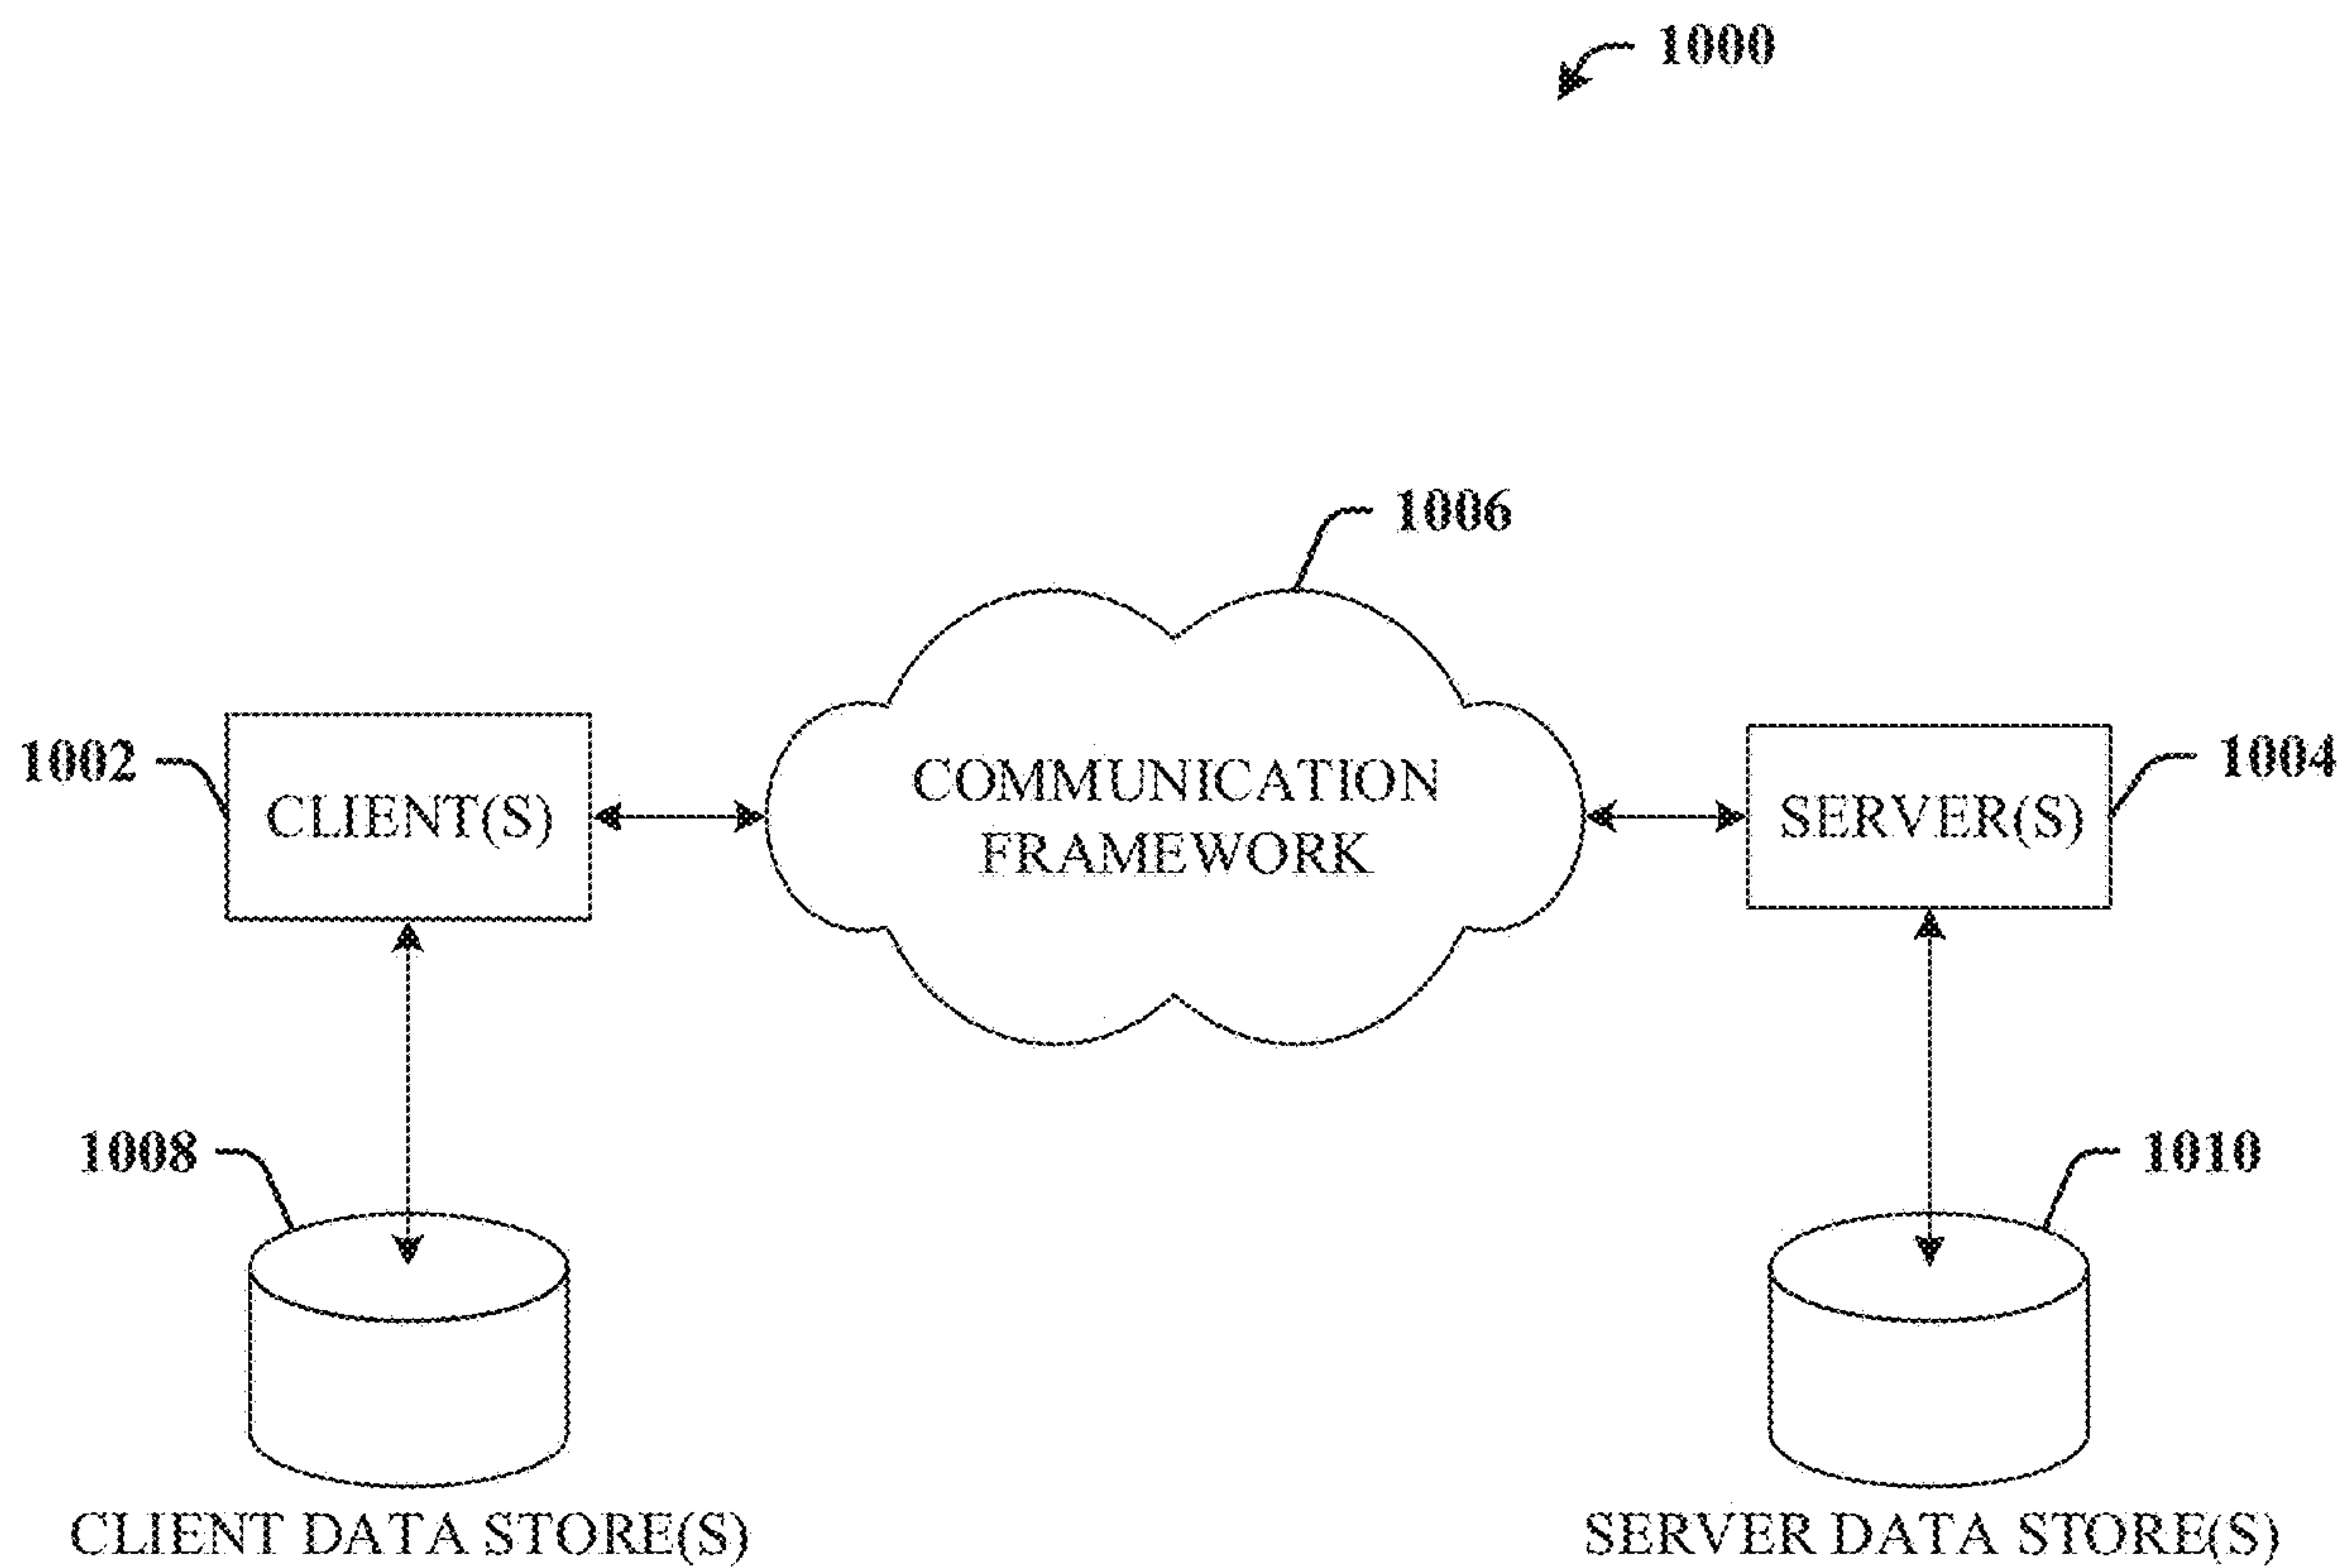 1000
1006
1002
CLIENT(S)
COMMUNICATION
FRAMEWORK
SERVER(S)
1004
1008
1010
CLIENT DATA STORE(S)
SERVER DATA STORE(S)